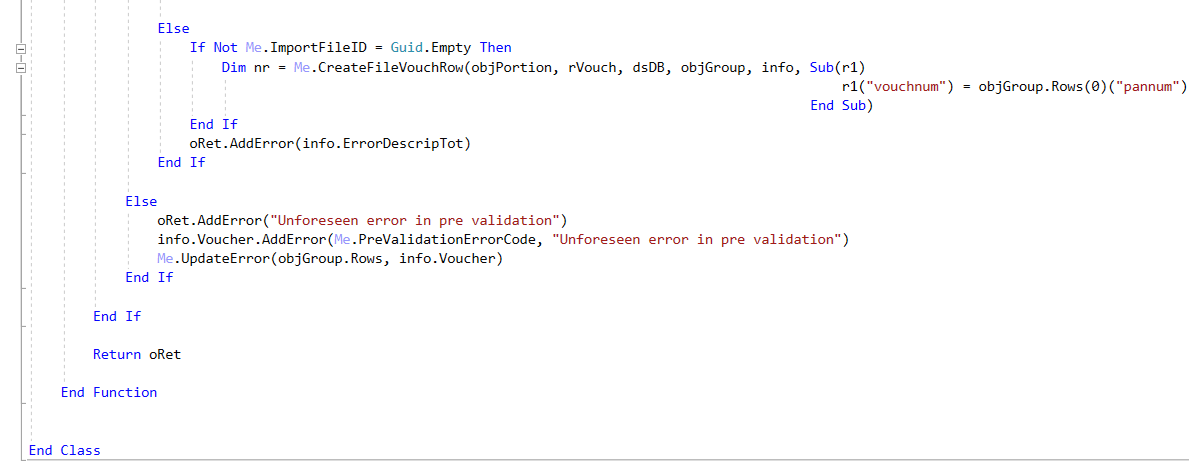 Else
If Not Me.ImportFileID = Guid.Empty Then
Dim nr = Me.CreateFileVouchRow(objPortion, rVouch, dsDB, objGroup, info, Sub(r1)
r1("vouchnum") = objGroup.Rows(0)("pannum")
End Sub)
End If
oRet.AddError(info.ErrorDescripTot)
End If
Else
oRet.AddError("Unforeseen error in pre validation")
info.Voucher.AddError(Me.PreValidationErrorCode, "Unforeseen error in pre validation")
Me.UpdateError(objGroup.Rows, info.Voucher)
End If
End If
Return oRet
End Function
End Class